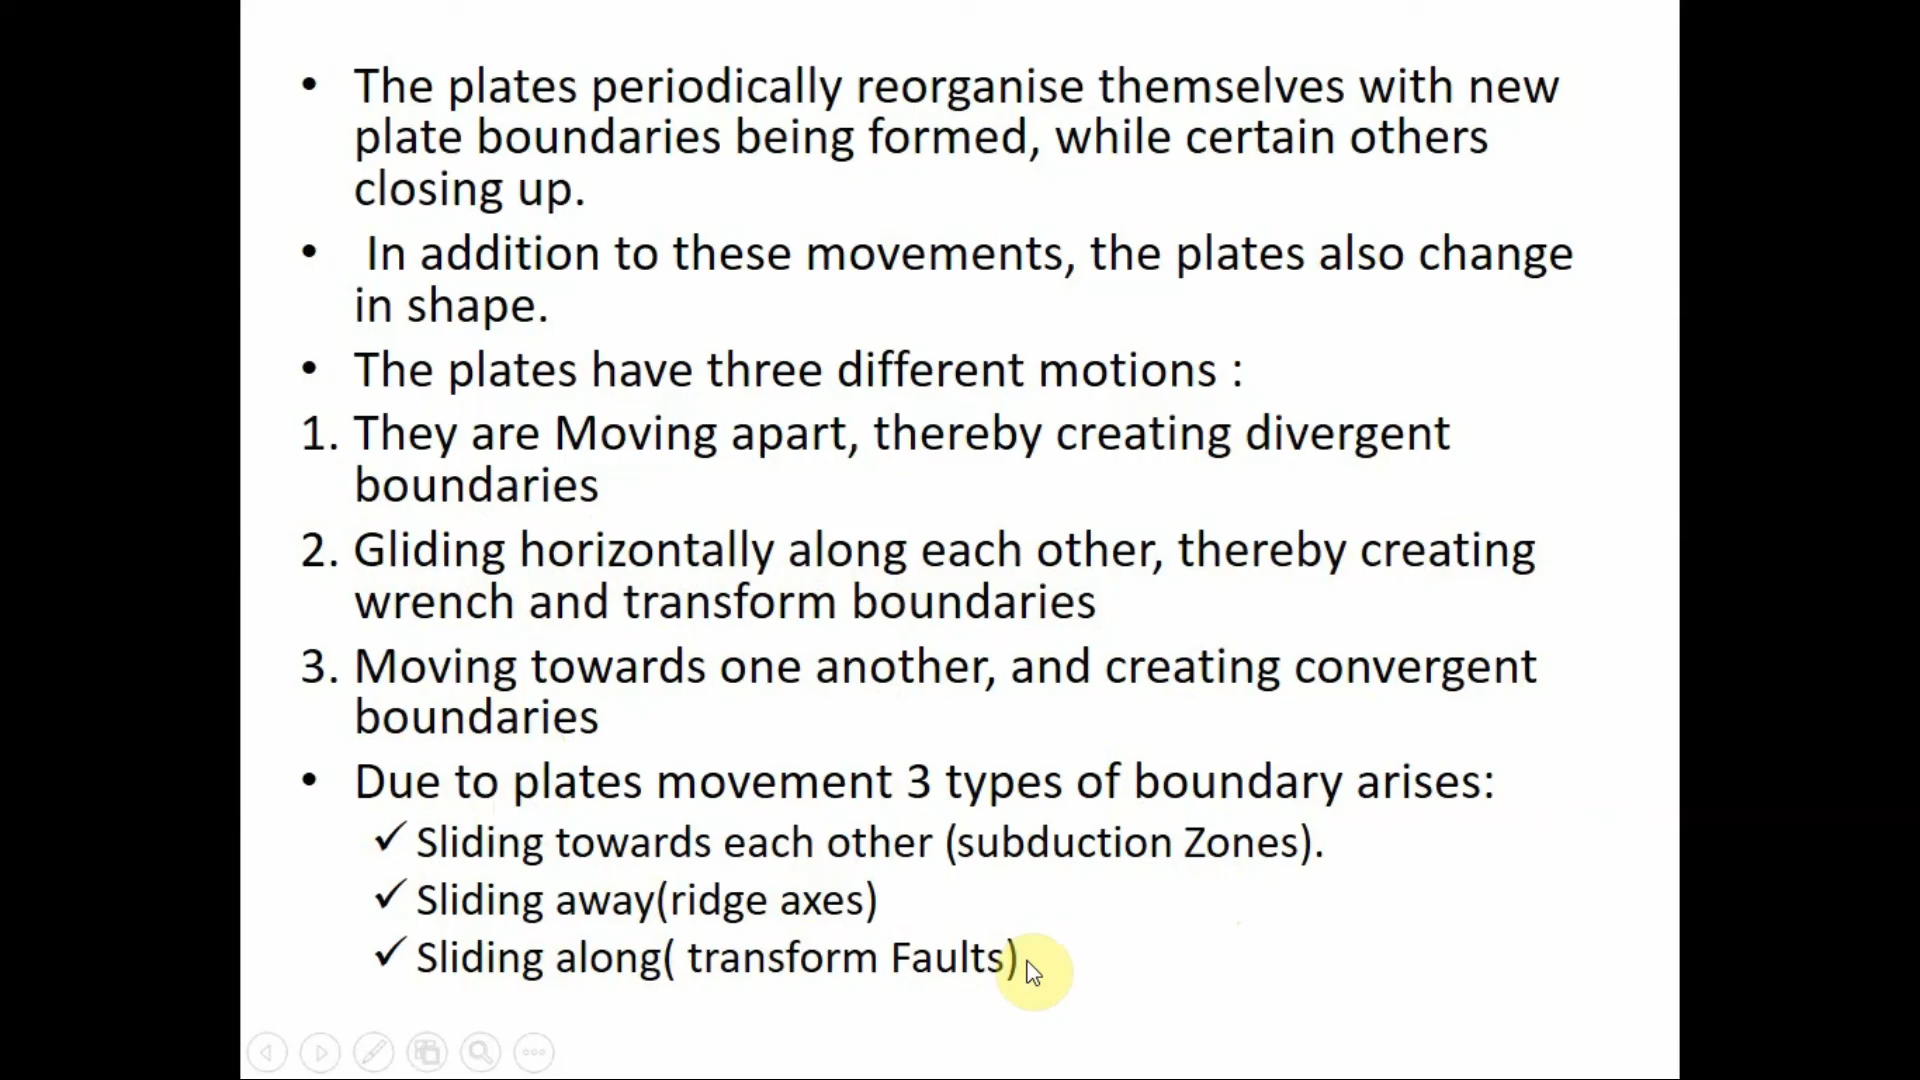 • The plates periodically reorganise themselves with new
plate boundaries being formed, while certain others
closing up.
• In addition to these movements, the plates also change
in shape.
• The plates have three different motions :
1. They are Moving apart, thereby creating divergent
boundaries
2. Gliding horizontally along each other, thereby creating
wrench and transform boundaries
3. Moving towards one another, and creating convergent
boundaries
• Due to plates movement 3 types of boundary arises:
✓ Sliding towards each other (subduction Zones).
✓ Sliding away(ridge axes)
✓ Sliding along( transform Faults)